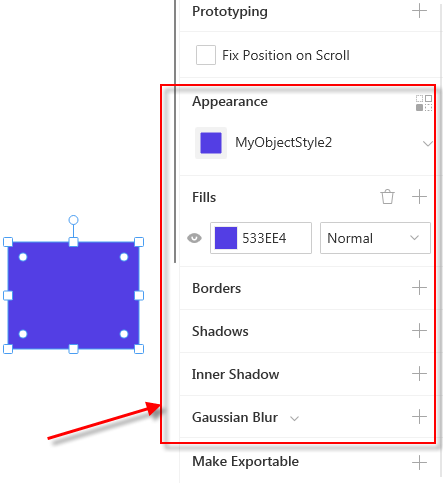 Prototyping
Fix Position on Scroll
Appearance
MyObjectStyle2
Fills
533EE4 Normal
Borders
Shadows
Inner Shadow
Gaussian Blur
Make Exportable